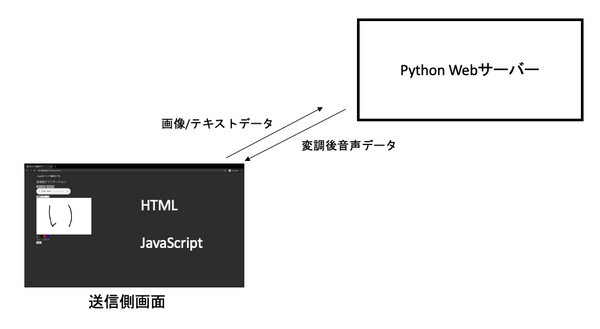 Python Webサーバー
画像/テキストデータ
変調後音声データ
い
HTML
JavaScript
送信側画面